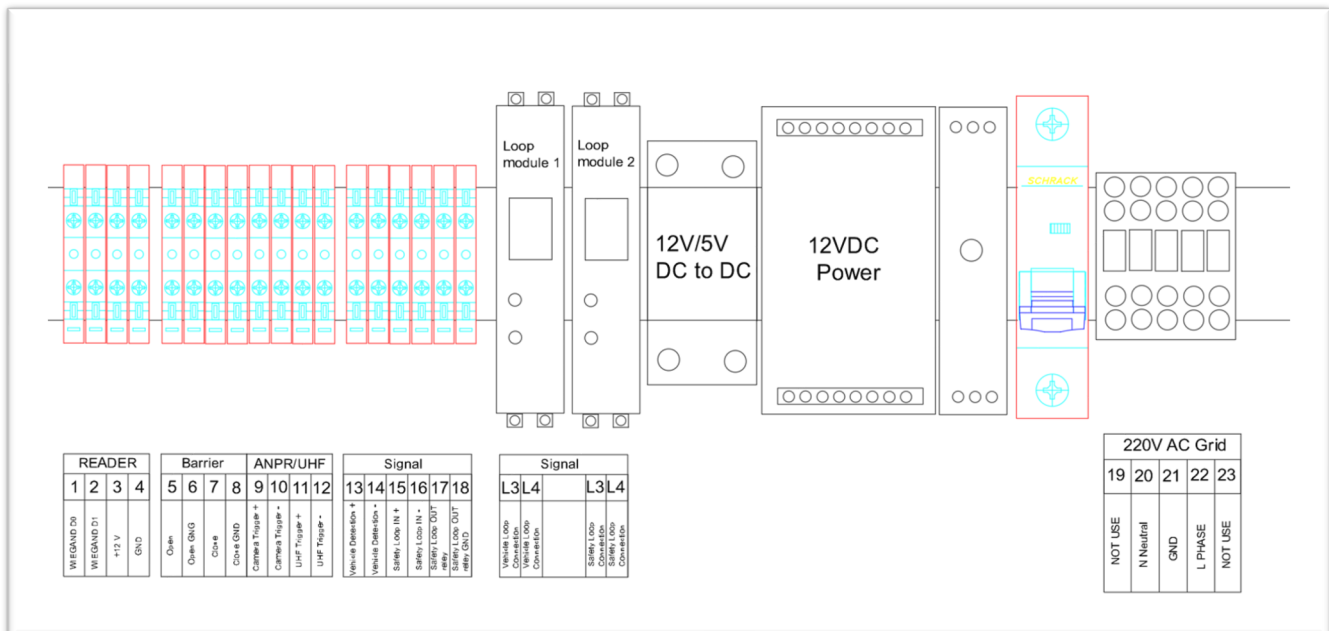 Loop
module 1
Loop
module 2
SCHRACK
12V/5V
DC to DC
12VDC
Power
READER
1 2 3 4
WIEGAND D0
WIEGAND D1
+12 V
GND
Barrier
5 6 7 8
Open
Open GNG
Close
Close GND
ANPR/UHF
9 10 11 12
Camera Trigger +
Camera Trigger -
UHF Trigger +
UHF Trigger -
Signal
13 14 15 16 17 18
Vehicle Detection +
Vehicle Detection -
Safety Loop IN +
Safety Loop IN -
Safety Loop OUT
relay
Safety Loop OUT
relay GND
Signal
L3 L4 L3 L4
Vehicle Loop
Connection
Vehicle Loop
Connection
Safety Loop
Connection
Safety Loop
Connection
220V AC Grid
19 20 21 22 23
NOT USE
N Neutral
GND
L PHASE
NOT USE